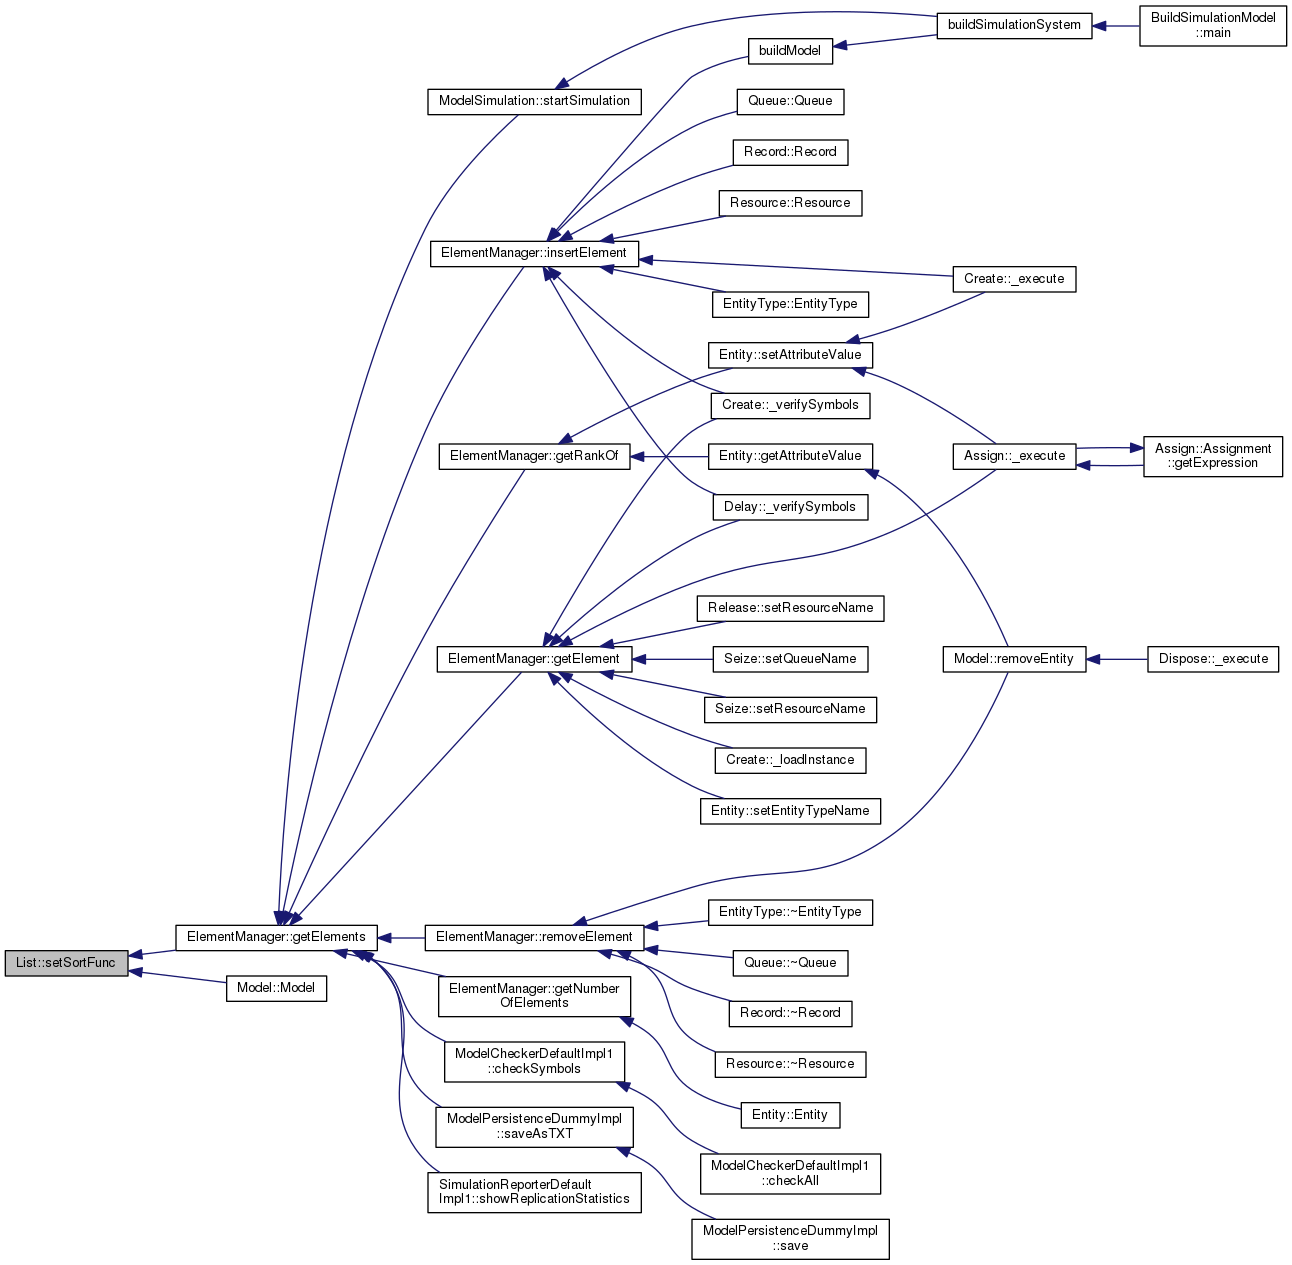 buildSimulationSystem
BuildSimulationModel
::main
buildModel
ModelSimulation::startSimulation
Queue::Queue
Record::Record
Resource::Resource
ElementManager::insertElement
Create::_execute
EntityType::EntityType
Entity::setAttributeValue
Create::_verifySymbols
ElementManager::getRankOf
Entity::getAttributeValue
Assign::_execute
Assign::Assignment
::getExpression
Delay::_verifySymbols
Release::setResourceName
ElementManager::getElement
Seize::setQueueName
Model::removeEntity
Dispose::_execute
Seize::setResourceName
Create::_loadInstance
Entity::setEntityTypeName
EntityType::~EntityType
ElementManager::getElements
ElementManager::removeElement
List::setSortFunc
Queue::~Queue
Model::Model
ElementManager::getNumber
OfElements
Record::~Record
ModelCheckerDefaultImpl1
::checkSymbols
Resource::~Resource
Entity::Entity
ModelPersistenceDummyImpl
::saveAsTXT
ModelCheckerDefaultImpl1
::checkAll
SimulationReporterDefault
Impl1::showReplicationStatistics
ModelPersistenceDummyImpl
::save